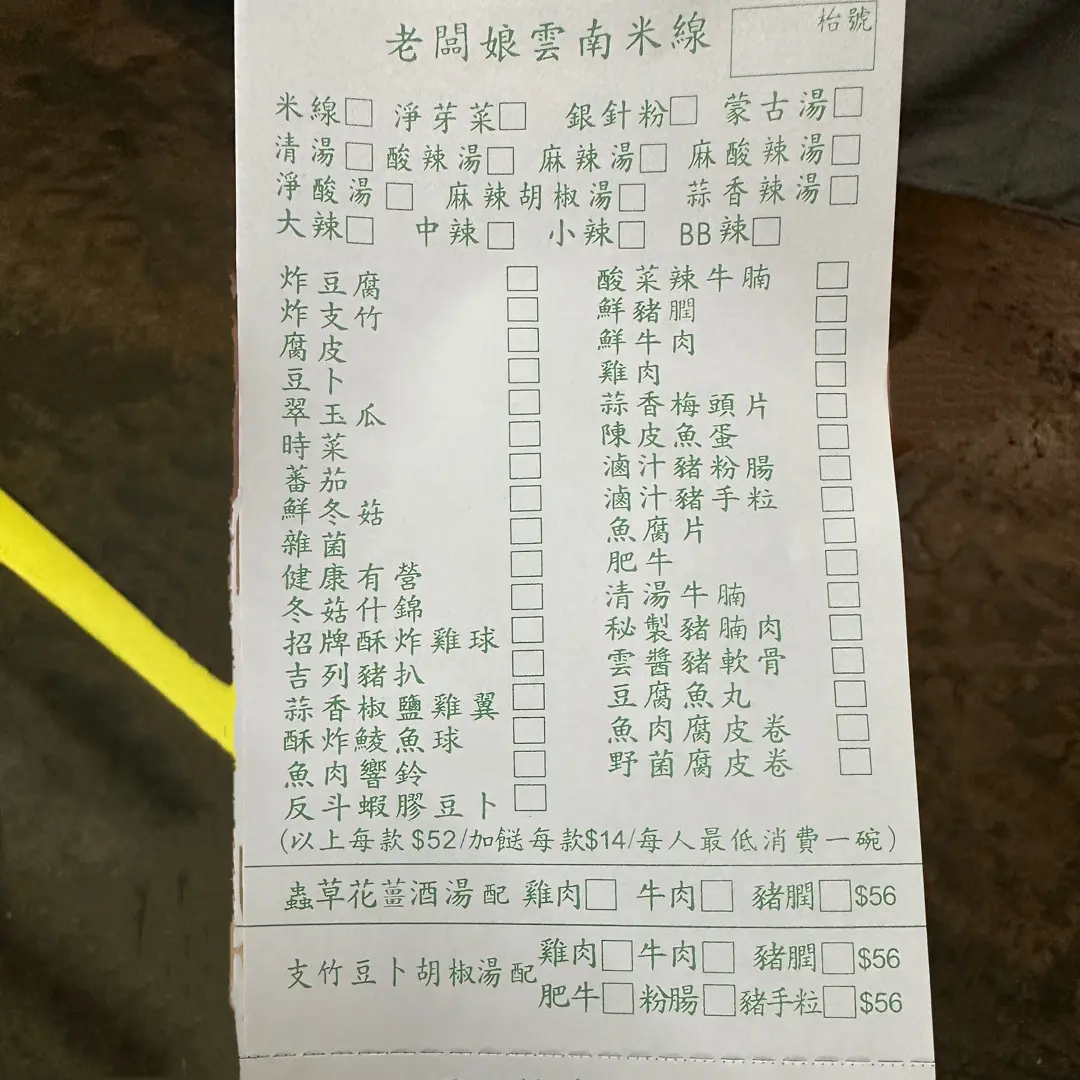 老闆娘雲南米線
枱號
米線□ 淨芽菜□ 銀針粉□ 蒙古湯□
清湯□ 酸辣湯□ 麻辣湯□ 麻酸辣湯□
淨酸湯□ 麻辣胡椒湯□ 蒜香辣湯□
大辣□ 中辣□ 小辣□ BB辣□
炸豆腐□
炸支竹□
腐皮□
豆卜□
翠玉瓜□
時菜□
蕃茄□
鮮冬菇□
雜菌□
健康有營□
冬菇什錦□
招牌酥炸雞球□
吉列豬扒□
蒜香椒鹽雞翼□
酥炸鯪魚球□
魚肉響鈴□
反斗蝦膠豆卜□
酸菜辣牛腩□
鮮豬膶□
鮮牛肉□
雞肉□
蒜香梅頭片□
陳皮魚蛋□
滷汁豬粉腸□
滷汁豬手粒□
魚腐片□
肥牛□
清湯牛腩□
秘製豬腩肉□
雲醬豬軟骨□
豆腐魚丸□
魚肉腐皮卷□
野菌腐皮卷□
(以上每款$52/加餸每款$14/每人最低消費一碗)
蟲草花薑酒湯配 雞肉□ 牛肉□ 豬膶□$56
支竹豆卜胡椒湯配 雞肉□牛肉□ 豬膶□$56
肥牛□粉腸□豬手粒□$56